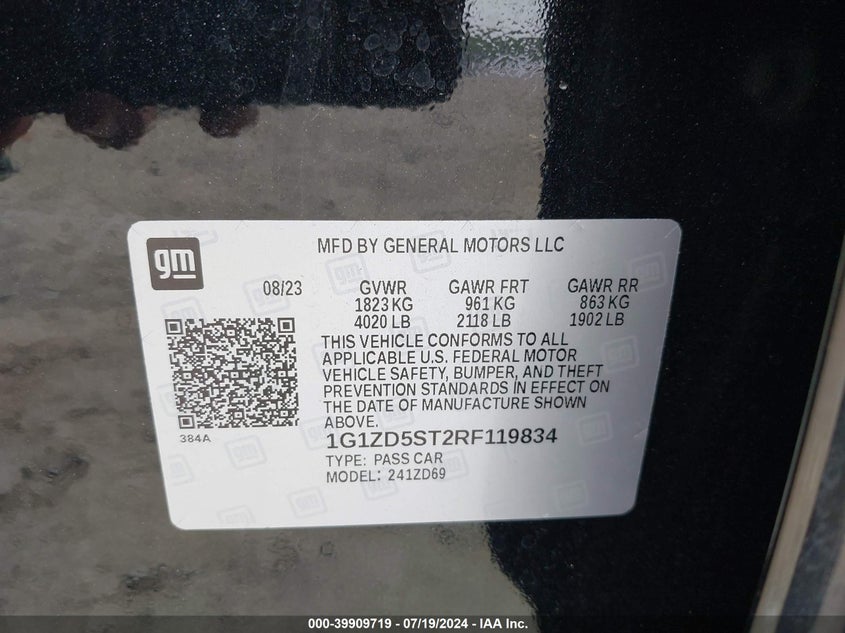 gm
MFD BY GENERAL MOTORS LLC
08/23 GVWR GAWR FRT GAWR RR
1823 KG 961 KG 863 KG
4020 LB 2118 LB 1902 LB
THIS VEHICLE CONFORMS TO ALL
APPLICABLE U.S. FEDERAL MOTOR
VEHICLE SAFETY, BUMPER, AND THEFT
PREVENTION STANDARDS IN EFFECT ON
THE DATE OF MANUFACTURE SHOWN
ABOVE.
384A
1G1ZD5ST2RF119834
TYPE: PASS CAR
MODEL: 241ZD69
000-39909719 - 07/19/2024 - IAA Inc.